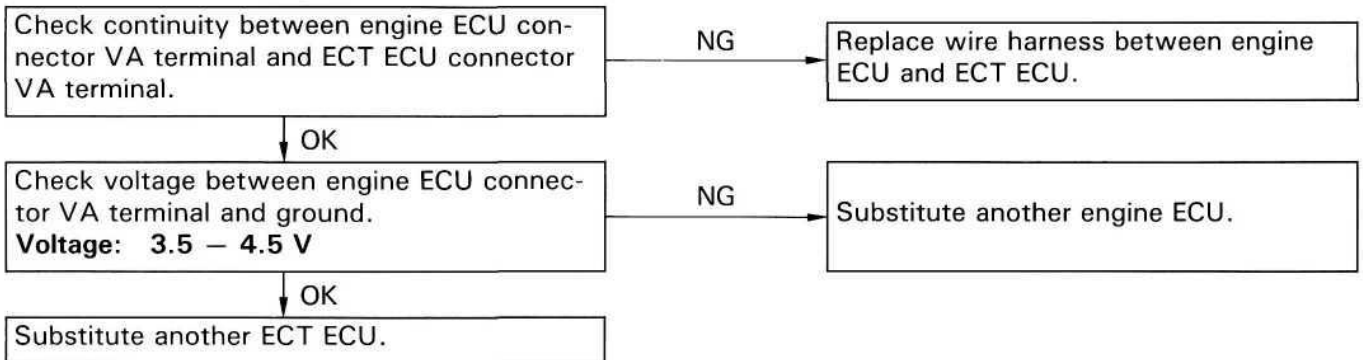 Check continuity between engine ECU con-
nector VA terminal and ECT ECU connector
VA terminal.
NG
Replace wire harness between engine
ECU and ECT ECU.
OK
Check voltage between engine ECU connec-
tor VA terminal and ground.
Voltage: 3.5 — 4.5 V
NG
Substitute another engine ECU.
OK
Substitute another ECT ECU.